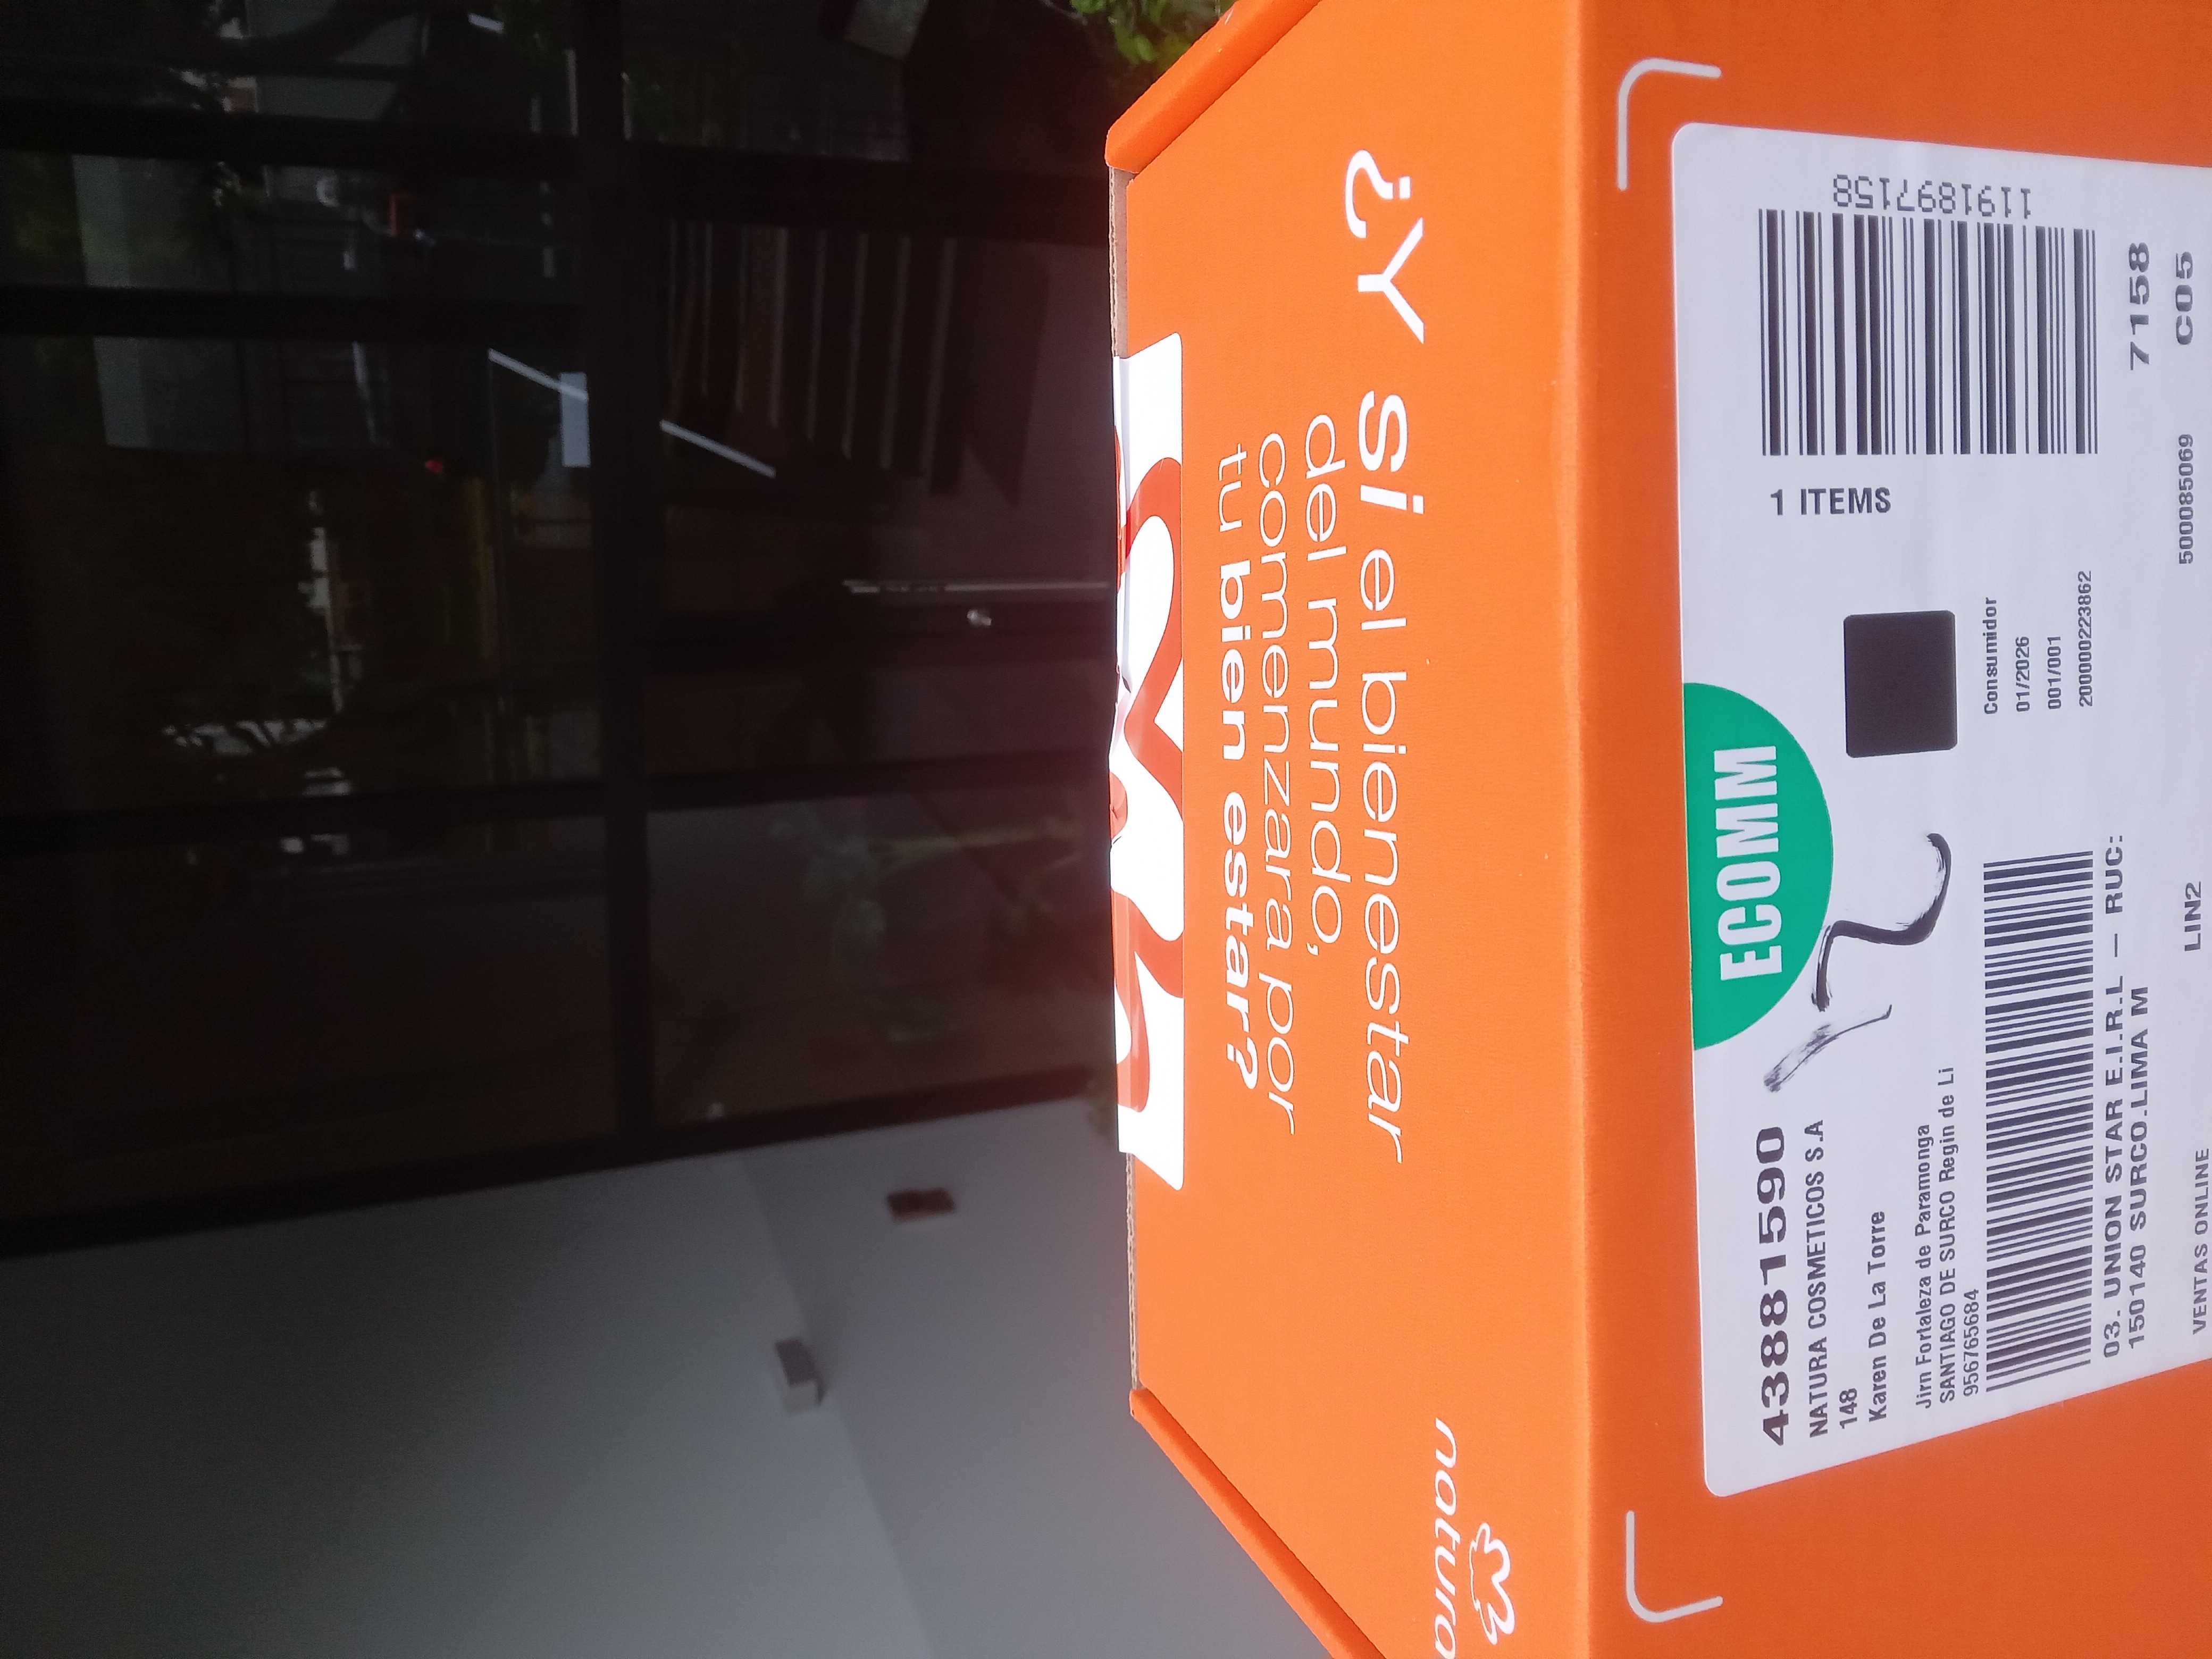 ¿Y si el bienestar
del mundo,
comenzara por
tu bien estar?
natura
ECOMM
43881590
NATURA COSMETICOS S.A
148
Karen De La Torre
Jirn Fortaleza de Paramonga
SANTIAGO DE SURCO Regin de Li
956765684
1 ITEMS
1191897158
Consumidor
01/2026
001/001
200000223862
03. UNION STAR E.I.R.L – RUC:
150140 SURCO.LIMA M
7158
VENTAS ONLINE
LIN2
5000085069
C05